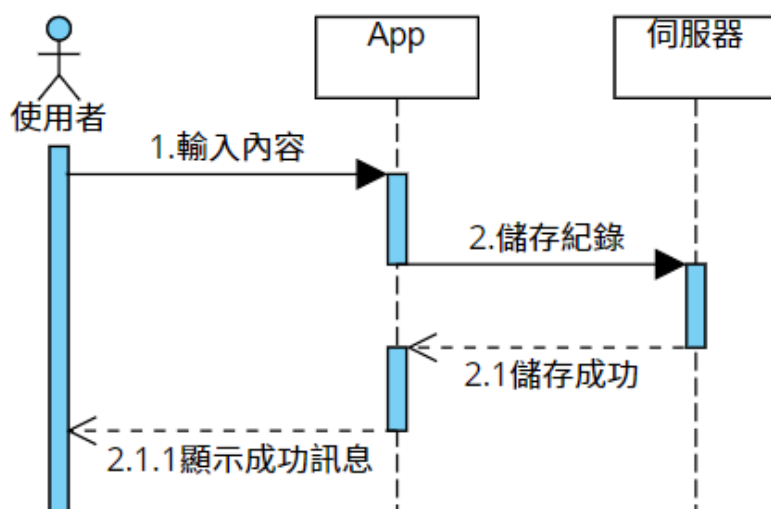 App
伺服器
使用者
1.輸入內容
2.儲存紀錄
2.1儲存成功
2.1.1顯示成功訊息